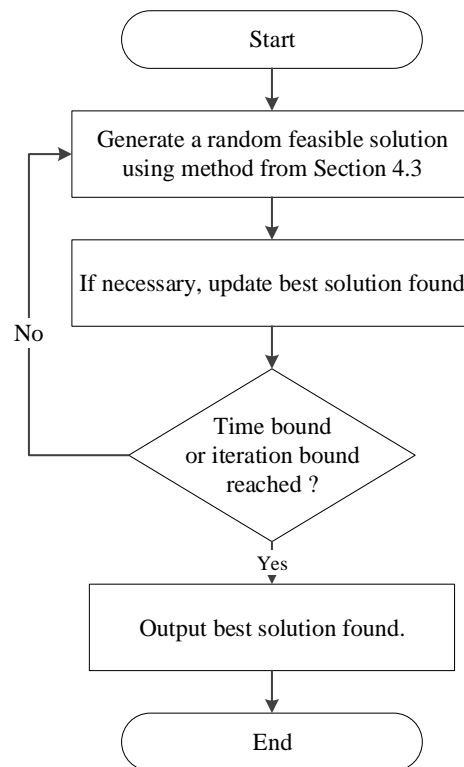 Start
Generate a random feasible solution
using method from Section 4.3
If necessary, update best solution found
No
Time bound
or iteration bound
reached ?
Yes
Output best solution found.
End